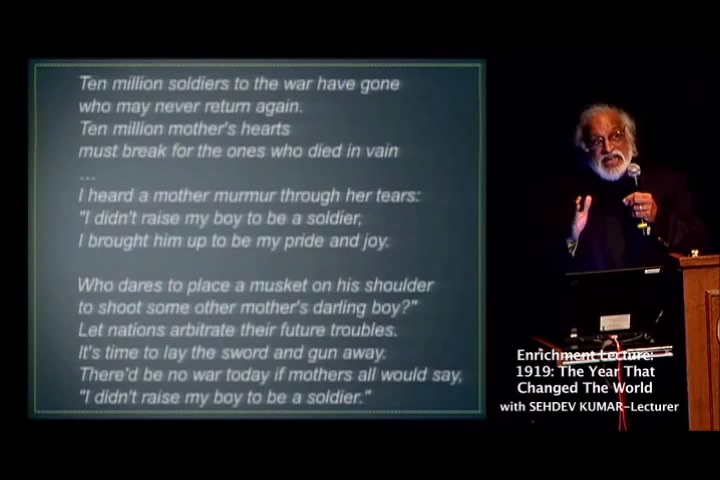 Ten million soldiers to the war have gone
who may never return again.
Ten million mother's hearts
must break for the ones who died in vain
...
I heard a mother murmur through her tears:
"I didn't raise my boy to be a soldier,
I brought him up to be my pride and joy.
Who dares to place a musket on his shoulder
to shoot some other mother's darling boy?"
Let nations arbitrate their future troubles.
It's time to lay the sword and gun away.
There'd be no war today if mothers all would say,
"I didn't raise my boy to be a soldier."
Enrichment Lecture:
1919: The Year That
Changed The World
with SEHDEV KUMAR-Lecturer